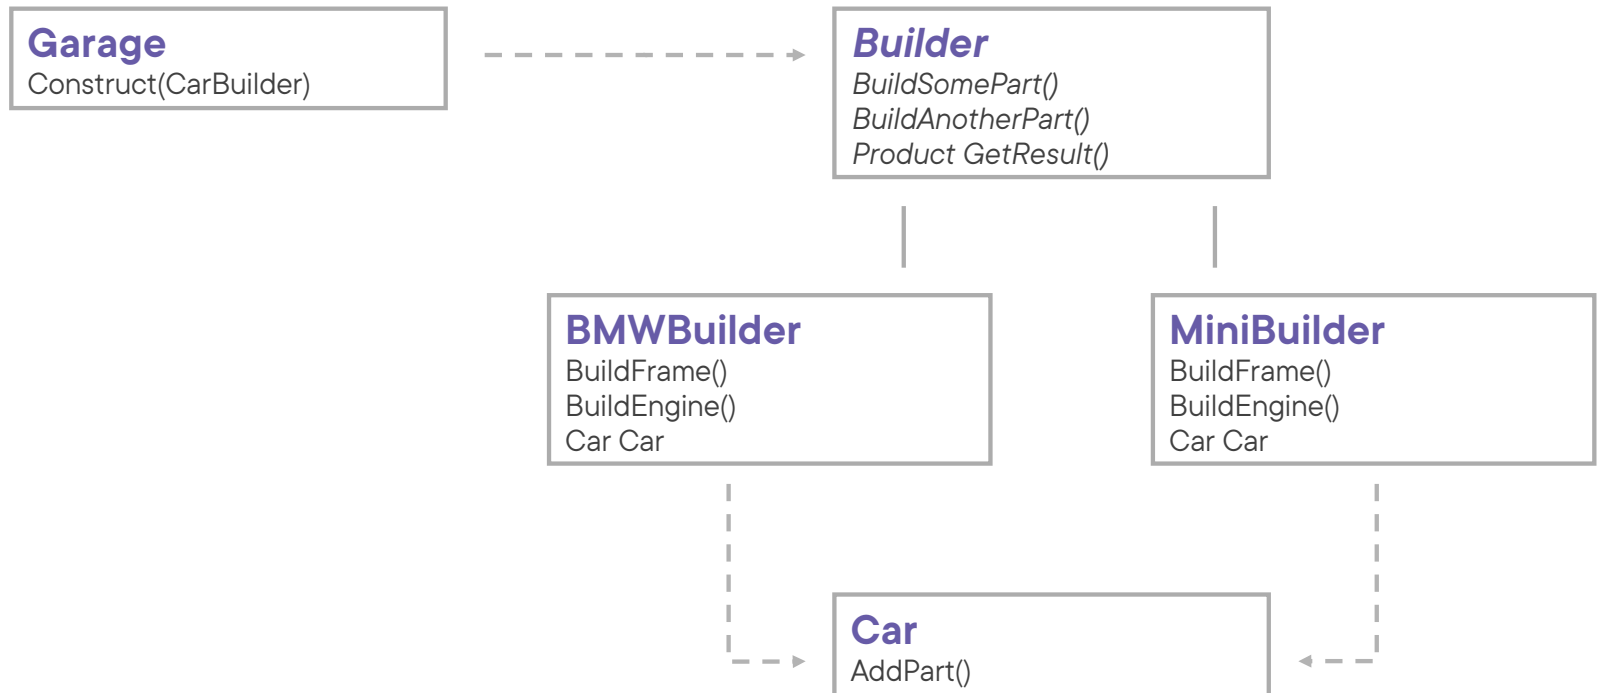 Garage
Construct(CarBuilder)
Builder
BuildSomePart()
BuildAnotherPart()
Product GetResult()
BMWBuilder
BuildFrame()
BuildEngine()
Car Car
MiniBuilder
BuildFrame()
BuildEngine()
Car Car
Car
AddPart()